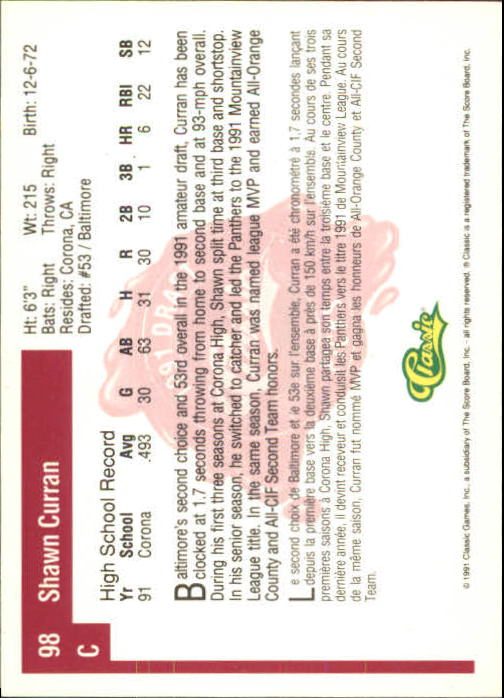 98 Shawn Curran
C
Ht: 6'3" Wt: 215 Birth: 12-6-72
Bats: Right Throws: Right
Resides: Corona, CA
Drafted: #53 / Baltimore
High School Record
Yr School Avg G AB H R 2B 3B HR RBI SB
91 Corona .493 30 63 31 30 10 1 6 22 12
Baltimore's second choice and 53rd overall in the 1991 amateur draft, Curran has been
clocked at 1.7 seconds throwing from home to second base and at 93-mph overall.
During his first three seasons at Corona High, Shawn split time at third base and shortstop.
In his senior season, he switched to catcher and led the Panthers to the 1991 Mountainview
League title. In the same season, Curran was named league MVP and earned All-Orange
County and All-CIF Second Team honors.
Le second choix de Baltimore et le 53e sur l'ensemble, Curran a été chronométré à 1,7 secondes lançant
depuis la première base vers la deuxième base à près de 150 km/h sur l'ensemble. Au cours de ses trois
premières saisons à Corona High, Shawn partagea son temps entre la troisième base et le centre. Pendant sa
dernière année, il devint receveur et conduisit les Panthers vers le titre 1991 de Mountainview League. Au cours
de la même saison, Curran fut nommé MVP et gagna les honneurs de All-Orange County et All-CIF Second
Team.
Classic
© 1991 Classic Games, Inc., a subsidiary of The Score Board, Inc. - all rights reserved. ® Classic is a registered trademark of The Score Board, Inc.